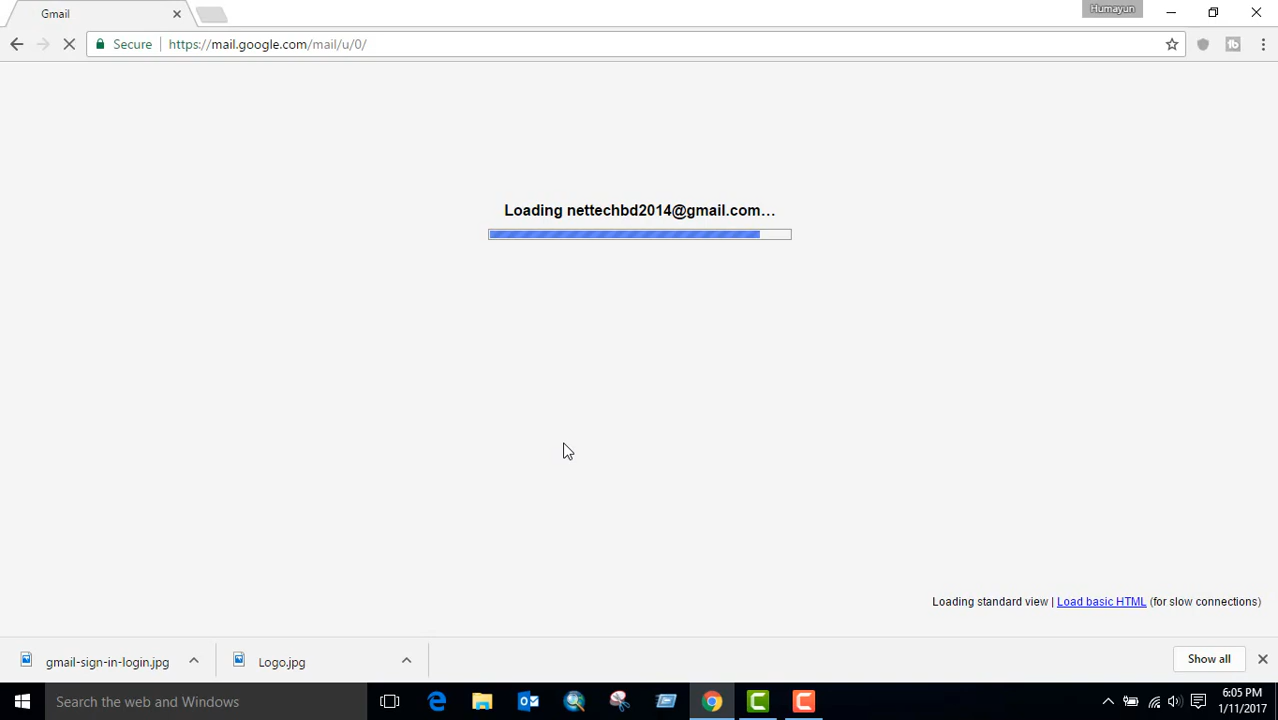 Gmail
Humayun
Secure
https://mail.google.com/mail/u/0/
Loading nettechbd2014@gmail.com…
Loading standard view | Load basic HTML (for slow connections)
gmail-sign-in-login.jpg
Logo.jpg
Show all
Search the web and Windows
6:05 PM
1/11/2017